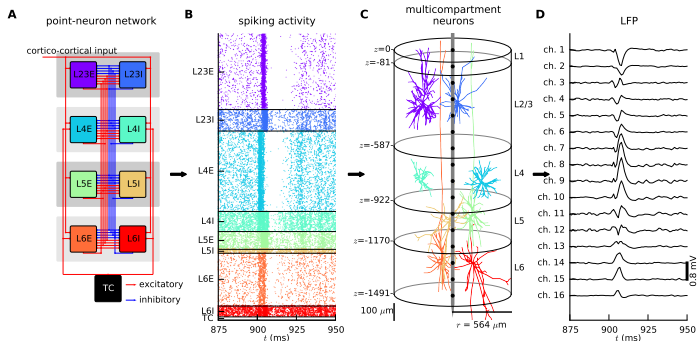 A
point-neuron network
cortico-cortical input
L23E
L23I
L4E
L4I
L5E
L5I
L6E
L6I
TC
excitatory
inhibitory
B
spiking activity
L23E
L23I
L4E
L4I
L5E
L5I
L6E
L6I
TC
875
900
925
950
t (ms)
C
multicompartment
neurons
z=0
z=-81
z=-587
z=-922
z=-1170
z=-1491
100 μm
L1
L2/3
L4
L5
L6
r = 564 μm
D
LFP
ch. 1
ch. 2
ch. 3
ch. 4
ch. 5
ch. 6
ch. 7
ch. 8
ch. 9
ch. 10
ch. 11
ch. 12
ch. 13
ch. 14
ch. 15
ch. 16
0.8 mV
875
900
925
950
t (ms)